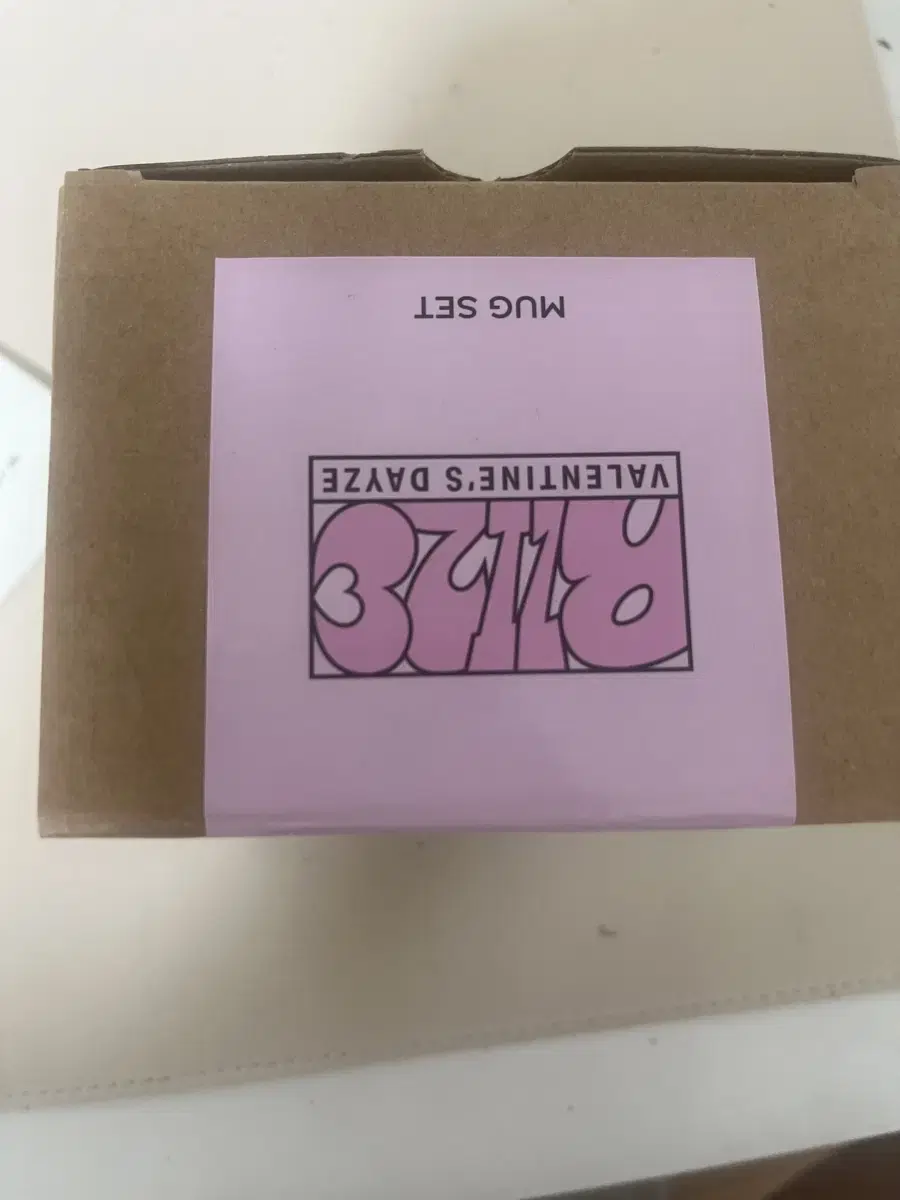 RIIZE
VALENTINE'S DAYZE
MUG SET